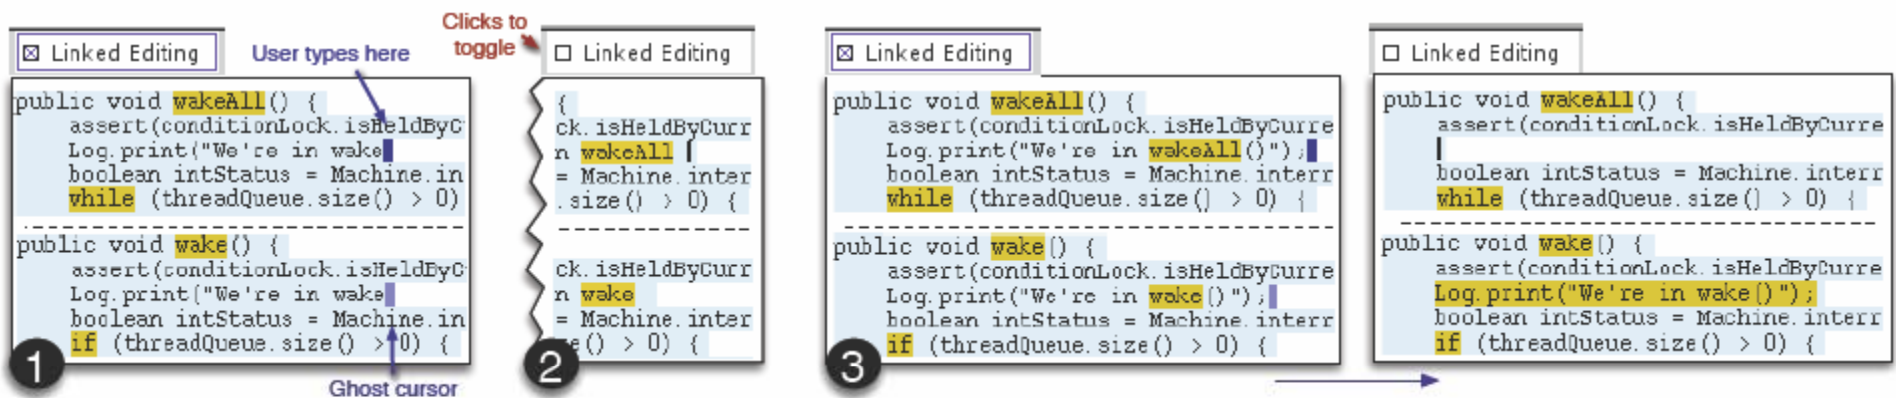 Clicks to
toggle
☒ Linked Editing
User types here
☐ Linked Editing
☒ Linked Editing
☐ Linked Editing
public void wakeAll() {
assert(conditionLock.isHeldByC
Log.print("We're in wake
boolean intStatus = Machine.in
while (threadQueue.size() > 0)
public void wake() {
assert(conditionLock.isHeldByC
Log.print("We're in wake
boolean intStatus = Machine.in
if (threadQueue.size() > 0) {
1
Ghost cursor
{
ck.isHeldByCurr
n wakeAll
= Machine.inter
.size() > 0) {
ck.isHeldByCurr
n wake
= Machine.inter
e() > 0) {
2
public void wakeAll() {
assert(conditionLock.isHeldByCurre
Log.print("We're in wakeAll()");
boolean intStatus = Machine.interr
while (threadQueue.size() > 0) {
public void wake() {
assert(conditionLock.isHeldByCurre
Log.print("We're in wake()");
boolean intStatus = Machine.interr
if (threadQueue.size() > 0) {
3
public void wakeAll() {
assert(conditionLock.isHeldByCurre
boolean intStatus = Machine.interr
while (threadQueue.size() > 0) {
public void wake() {
assert(conditionLock.isHeldByCurre
Log.print("We're in wake()");
boolean intStatus = Machine.interr
if (threadQueue.size() > 0) {